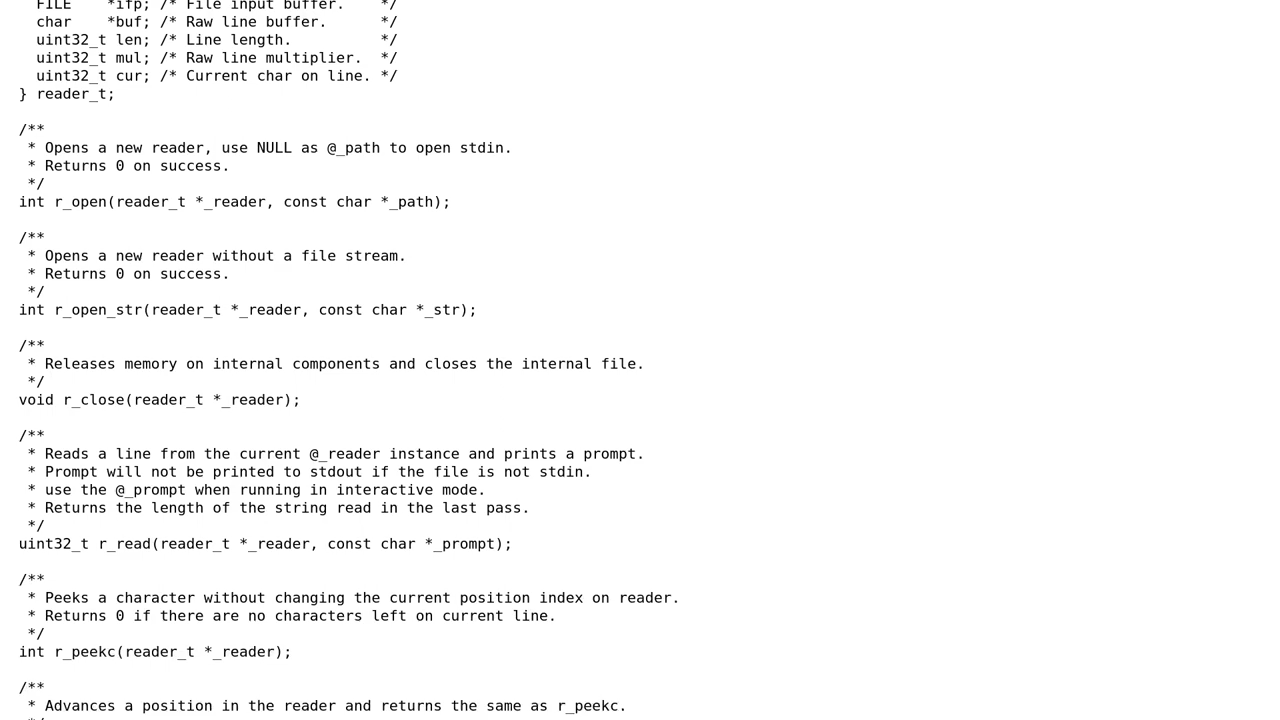 FILE    *ifp; /* File input buffer.    */
  char    *buf; /* Raw line buffer.      */
  uint32_t len; /* Line length.          */
  uint32_t mul; /* Raw line multiplier.  */
  uint32_t cur; /* Current char on line. */
} reader_t;

/**
 * Opens a new reader, use NULL as @_path to open stdin.
 * Returns 0 on success.
 */
int r_open(reader_t *_reader, const char *_path);

/**
 * Opens a new reader without a file stream.
 * Returns 0 on success.
 */
int r_open_str(reader_t *_reader, const char *_str);

/**
 * Releases memory on internal components and closes the internal file.
 */
void r_close(reader_t *_reader);

/**
 * Reads a line from the current @_reader instance and prints a prompt.
 * Prompt will not be printed to stdout if the file is not stdin.
 * use the @_prompt when running in interactive mode.
 * Returns the length of the string read in the last pass.
 */
uint32_t r_read(reader_t *_reader, const char *_prompt);

/**
 * Peeks a character without changing the current position index on reader.
 * Returns 0 if there are no characters left on current line.
 */
int r_peekc(reader_t *_reader);

/**
 * Advances a position in the reader and returns the same as r_peekc.
 */